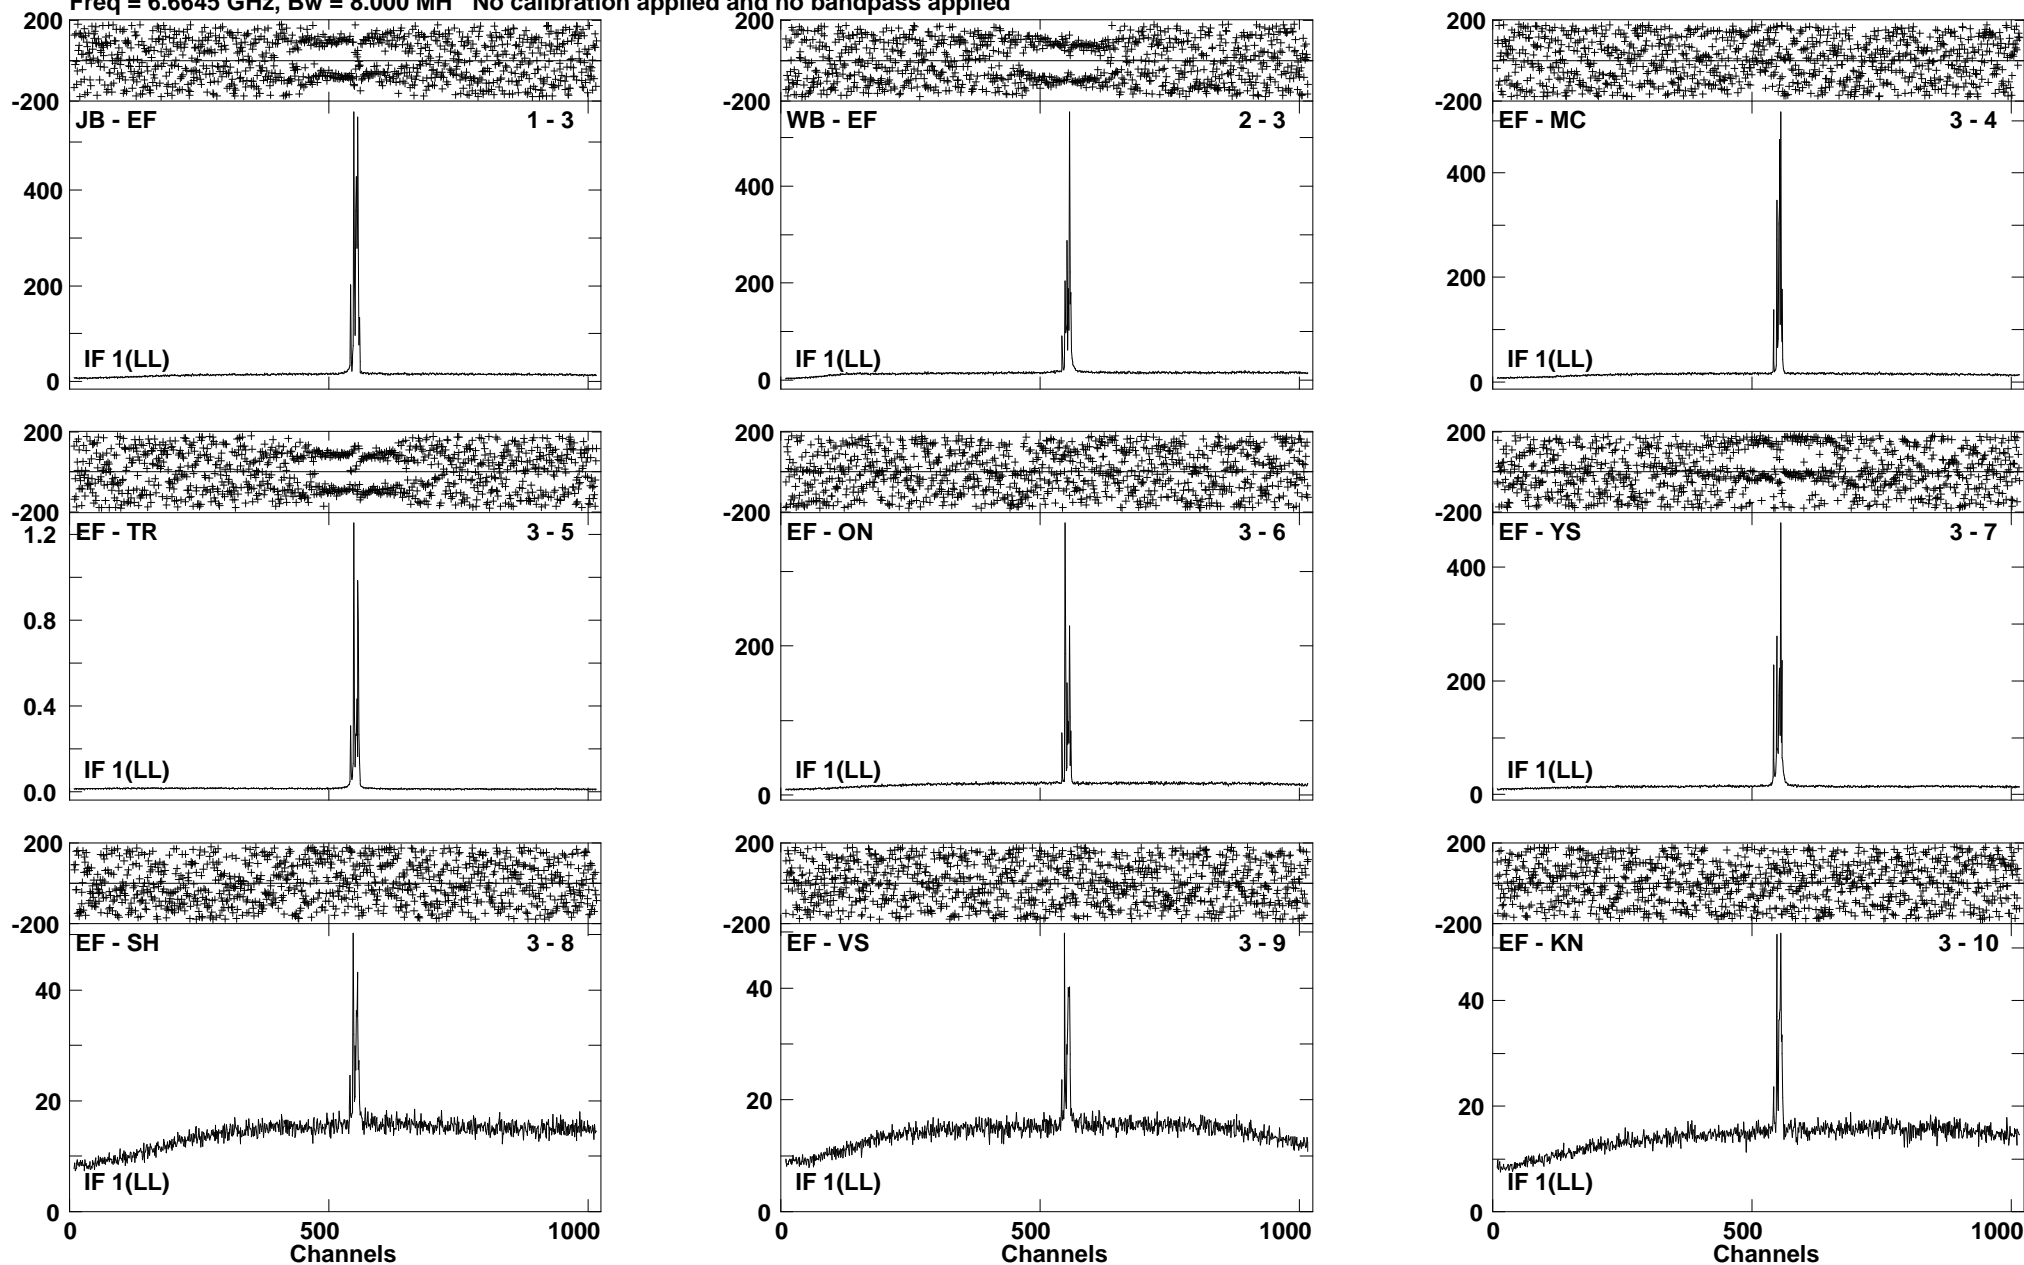 Freq = 6.6645 GHz, Bw = 8.000 MH No calibration applied and no bandpass applied
200
200
200
-200
-200
-200
JB - EF 1 - 3
WB - EF 2 - 3
EF - MC 3 - 4
400
400
400
200
200
200
IF 1(LL)
IF 1(LL)
IF 1(LL)
0
0
0
200
200
200
-200
-200
-200
1.2
EF - TR 3 - 5
EF - ON 3 - 6
EF - YS 3 - 7
400
0.8
200
0.4
200
IF 1(LL)
IF 1(LL)
IF 1(LL)
0.0
0
0
200
200
200
-200
-200
-200
EF - SH 3 - 8
EF - VS 3 - 9
EF - KN 3 - 10
40
40
40
20
20
20
IF 1(LL)
IF 1(LL)
IF 1(LL)
0
0
0
0 500 1000
0 500 1000
0 500 1000
Channels
Channels
Channels